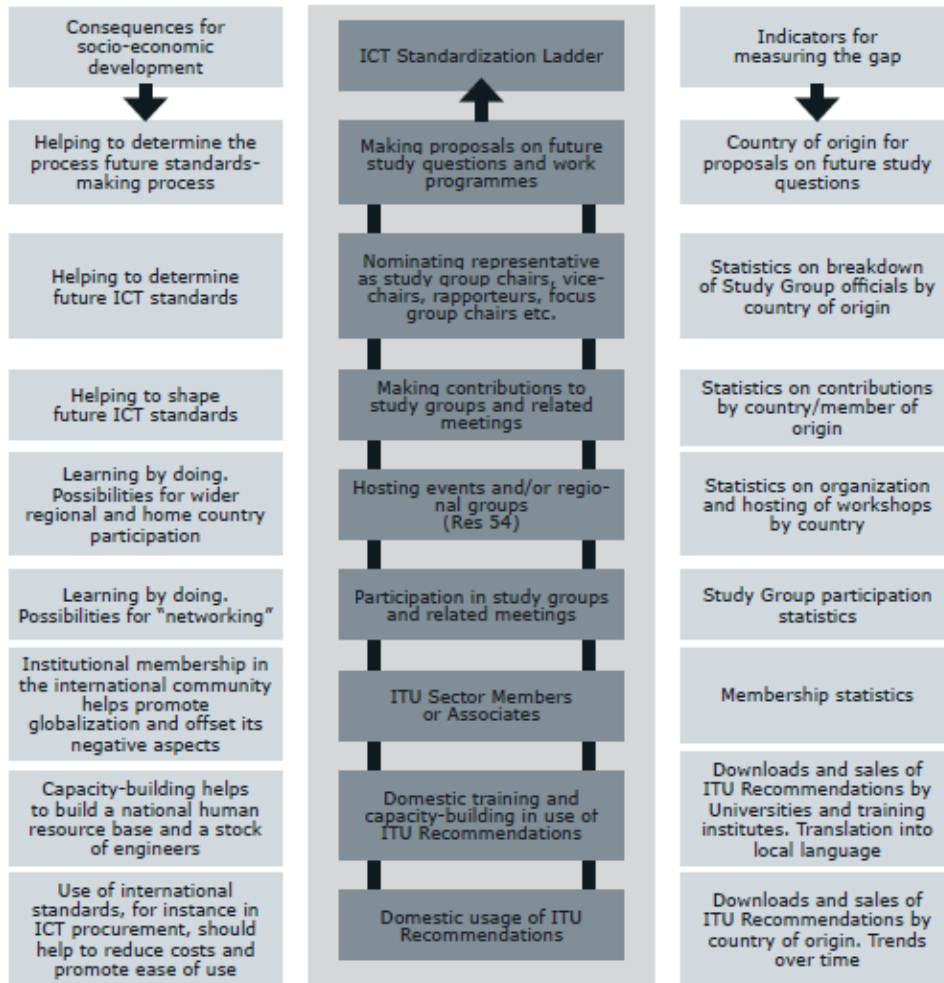 Consequences for
socio-economic
development
ICT Standardization Ladder
Indicators for
measuring the gap
Helping to determine the
process future standards-
making process
Making proposals on future
study questions and work
programmes
Country of origin for
proposals on future study
questions
Helping to determine
future ICT standards
Nominating representative
as study group chairs, vice-
chairs, rapporteurs, focus
group chairs etc.
Statistics on breakdown
of Study Group officials by
country of origin
Helping to shape
future ICT standards
Making contributions to
study groups and related
meetings
Statistics on contributions
by country/member of
origin
Learning by doing.
Possibilities for wider
regional and home country
participation
Hosting events and/or regio-
nal groups
(Res 54)
Statistics on organization
and hosting of workshops
by country
Learning by doing.
Possibilities for “networking”
Participation in study groups
and related meetings
Study Group participation
statistics
Institutional membership in
the international community
helps promote
globalization and offset its
negative aspects
ITU Sector Members
or Associates
Membership statistics
Capacity-building helps
to build a national human
resource base and a stock
of engineers
Domestic training and
capacity-building in use of
ITU Recommendations
Downloads and sales of
ITU Recommendations by
Universities and training
institutes. Translation into
local language
Use of international
standards, for instance in
ICT procurement, should
help to reduce costs and
promote ease of use
Domestic usage of ITU
Recommendations
Downloads and sales of
ITU Recommendations by
country of origin. Trends
over time